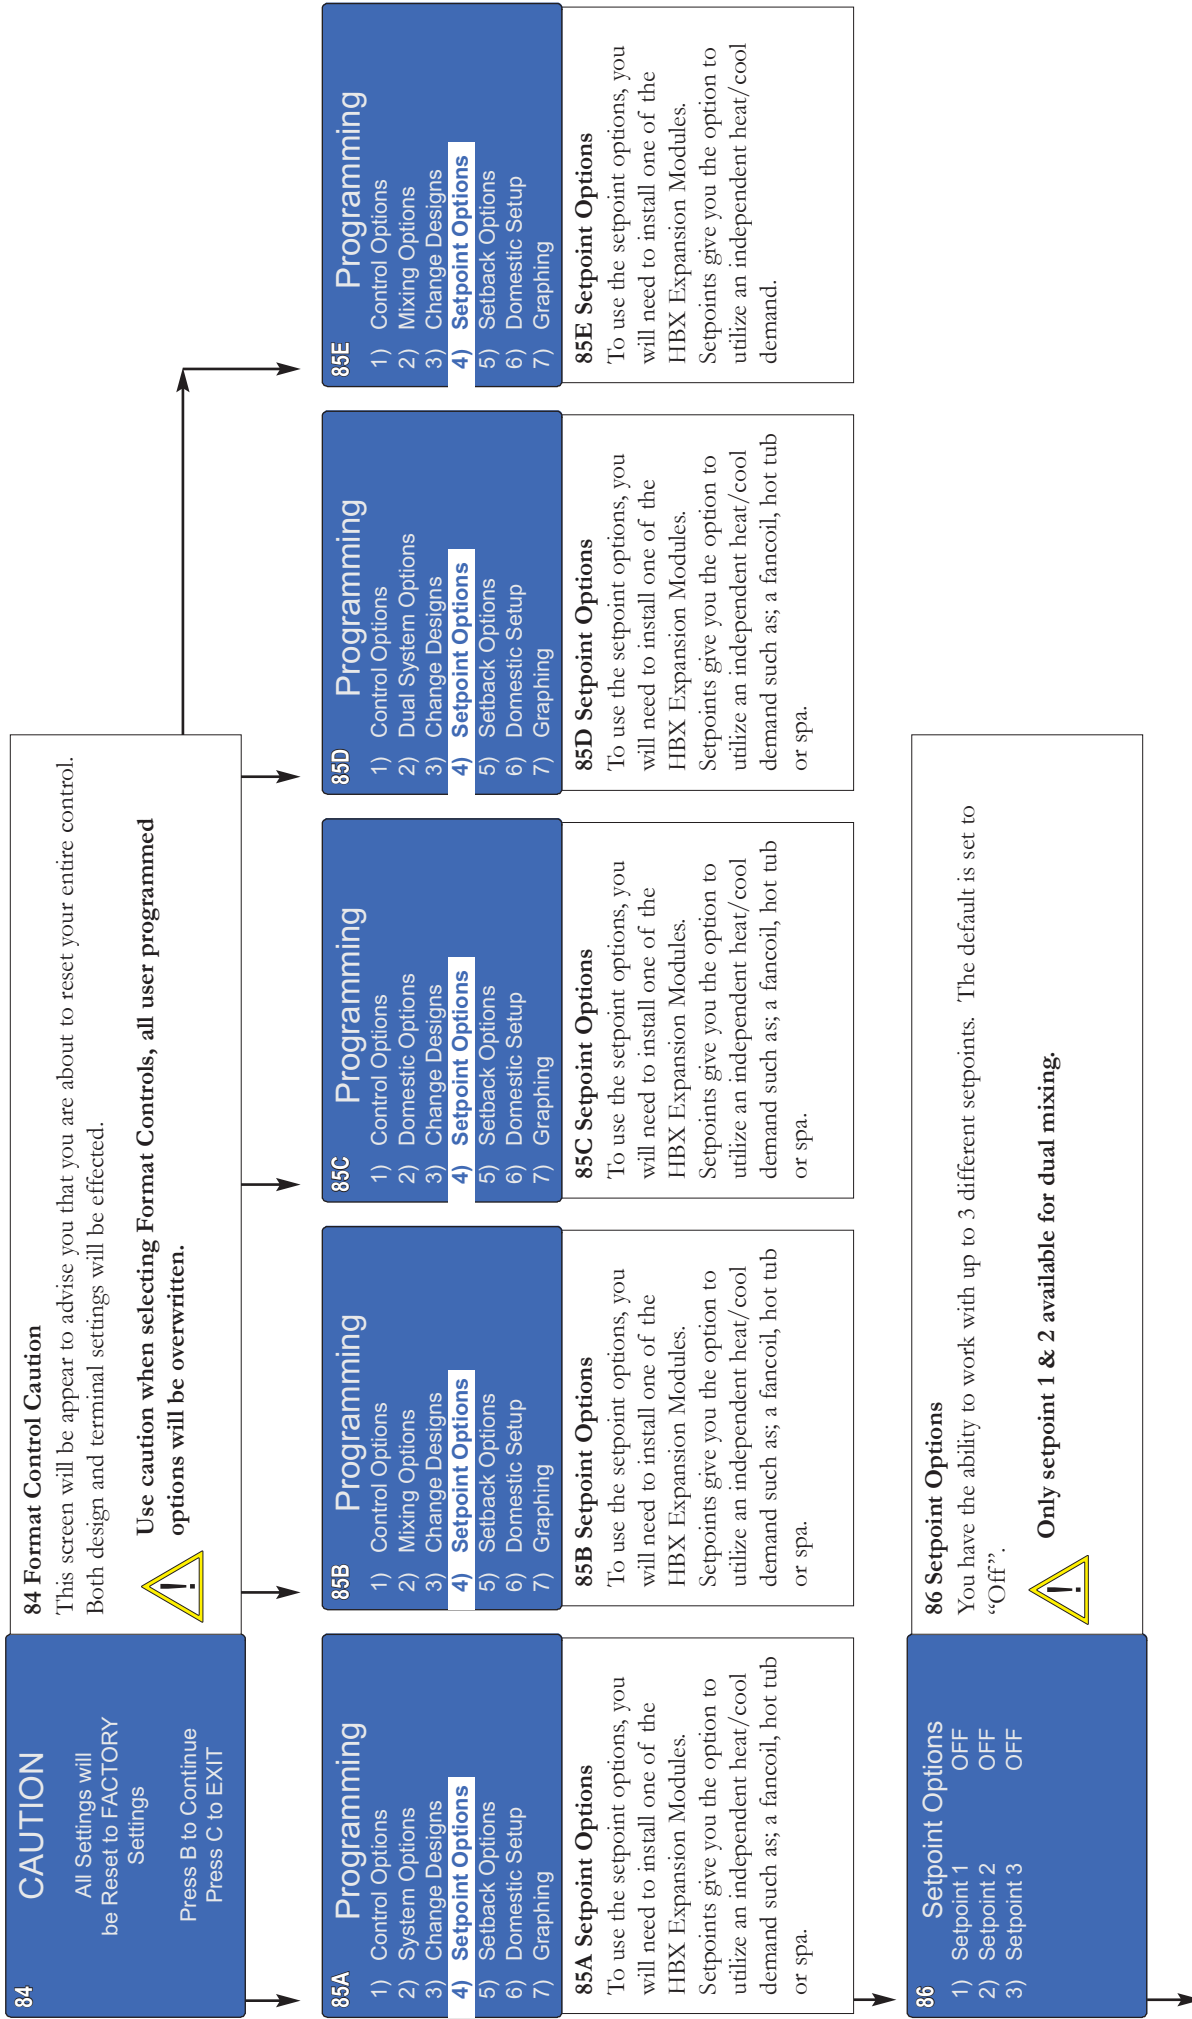 84
CAUTION
All Settings will
be Reset to FACTORY
Settings
Press B to Continue
Press C to EXIT
84 Format Control Caution
This screen will be appear to advise you that you are about to reset your entire control.
Both design and terminal settings will be effected.
Use caution when selecting Format Controls, all user programmed
options will be overwritten.
85A
Programming
1) Control Options
2) System Options
3) Change Designs
4) Setpoint Options
5) Setback Options
6) Domestic Setup
7) Graphing
85A Setpoint Options
To use the setpoint options, you
will need to install one of the
HBX Expansion Modules.
Setpoints give you the option to
utilize an independent heat/cool
demand such as; a fancoil, hot tub
or spa.
85B
Programming
1) Control Options
2) Mixing Options
3) Change Designs
4) Setpoint Options
5) Setback Options
6) Domestic Setup
7) Graphing
85B Setpoint Options
To use the setpoint options, you
will need to install one of the
HBX Expansion Modules.
Setpoints give you the option to
utilize an independent heat/cool
demand such as; a fancoil, hot tub
or spa.
85C
Programming
1) Control Options
2) Domestic Options
3) Change Designs
4) Setpoint Options
5) Setback Options
6) Domestic Setup
7) Graphing
85C Setpoint Options
To use the setpoint options, you
will need to install one of the
HBX Expansion Modules.
Setpoints give you the option to
utilize an independent heat/cool
demand such as; a fancoil, hot tub
or spa.
85D
Programming
1) Control Options
2) Dual System Options
3) Change Designs
4) Setpoint Options
5) Setback Options
6) Domestic Setup
7) Graphing
85D Setpoint Options
To use the setpoint options, you
will need to install one of the
HBX Expansion Modules.
Setpoints give you the option to
utilize an independent heat/cool
demand such as; a fancoil, hot tub
or spa.
85E
Programming
1) Control Options
2) Mixing Options
3) Change Designs
4) Setpoint Options
5) Setback Options
6) Domestic Setup
7) Graphing
85E Setpoint Options
To use the setpoint options, you
will need to install one of the
HBX Expansion Modules.
Setpoints give you the option to
utilize an independent heat/cool
demand.
86
Setpoint Options
1) Setpoint 1 OFF
2) Setpoint 2 OFF
3) Setpoint 3 OFF
86 Setpoint Options
You have the ability to work with up to 3 different setpoints. The default is set to
“Off”.
Only setpoint 1 & 2 available for dual mixing.